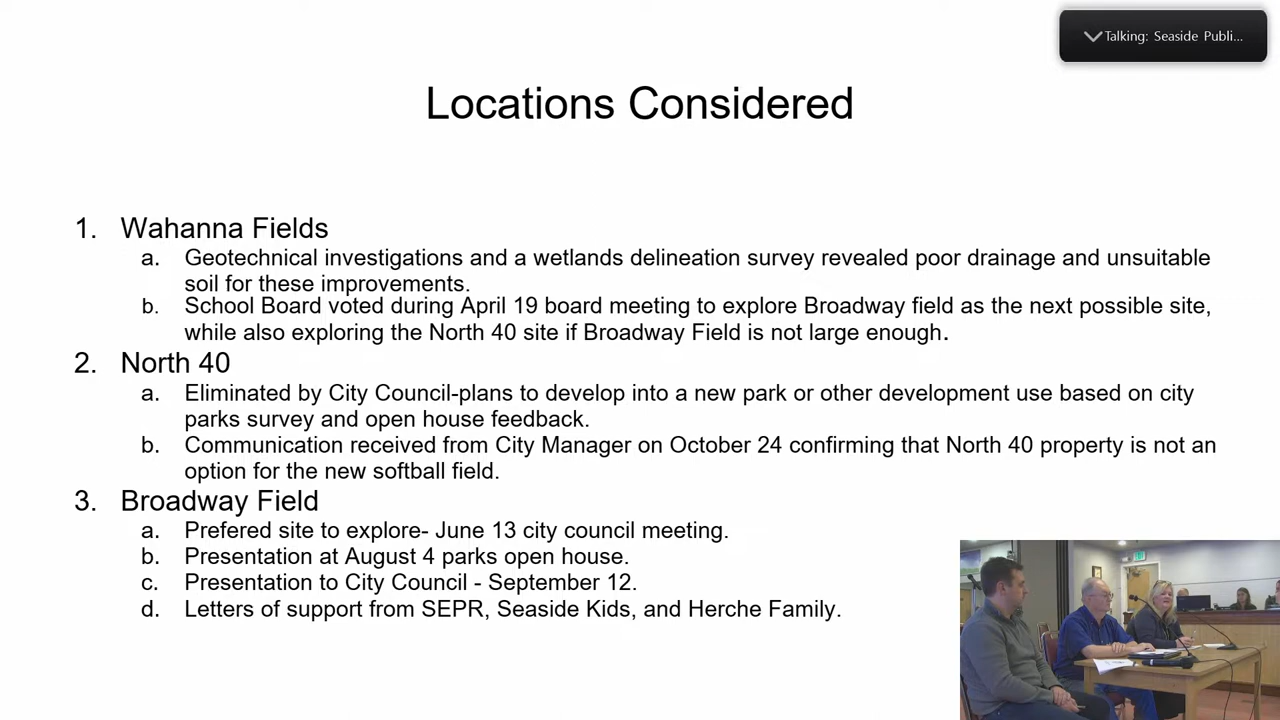 Talking: Seaside Publi...
Locations Considered
1. Wahanna Fields
a. Geotechnical investigations and a wetlands delineation survey revealed poor drainage and unsuitable
soil for these improvements.
b. School Board voted during April 19 board meeting to explore Broadway field as the next possible site,
while also exploring the North 40 site if Broadway Field is not large enough.
2. North 40
a. Eliminated by City Council-plans to develop into a new park or other development use based on city
parks survey and open house feedback.
b. Communication received from City Manager on October 24 confirming that North 40 property is not an
option for the new softball field.
3. Broadway Field
a. Prefered site to explore- June 13 city council meeting.
b. Presentation at August 4 parks open house.
c. Presentation to City Council - September 12.
d. Letters of support from SEPR, Seaside Kids, and Herche Family.